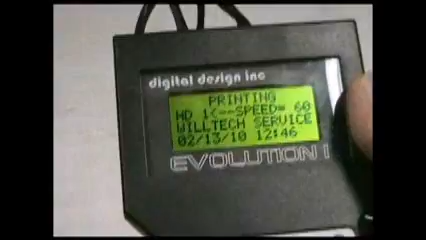 digital design inc
PRINTING
HD 1<--SPEED= 60
WILLTECH SERVICE
02/13/10 12:46
EVOLUTION I